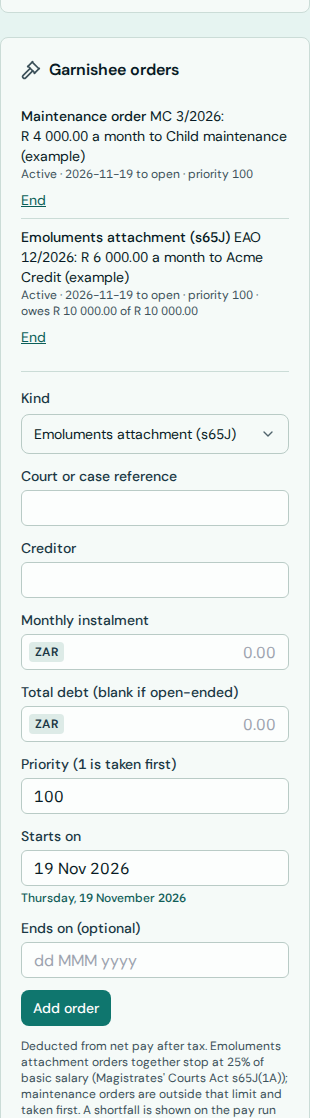 Garnishee orders
Maintenance order MC 3/2026:
R 4 000.00 a month to Child maintenance
(example)
Active · 2026-11-19 to open · priority 100
End
Emoluments attachment (s65J) EAO
12/2026: R 6 000.00 a month to Acme
Credit (example)
Active · 2026-11-19 to open · priority 100 ·
owes R 10 000.00 of R 10 000.00
End
Kind
Emoluments attachment (s65J)
Court or case reference
Creditor
Monthly instalment
ZAR 0.00
Total debt (blank if open-ended)
ZAR 0.00
Priority (1 is taken first)
100
Starts on
19 Nov 2026
Thursday, 19 November 2026
Ends on (optional)
dd MMM yyyy
Add order
Deducted from net pay after tax. Emoluments
attachment orders together stop at 25% of
basic salary (Magistrates' Courts Act s65J(1A));
maintenance orders are outside that limit and
taken first. A shortfall is shown on the pay run